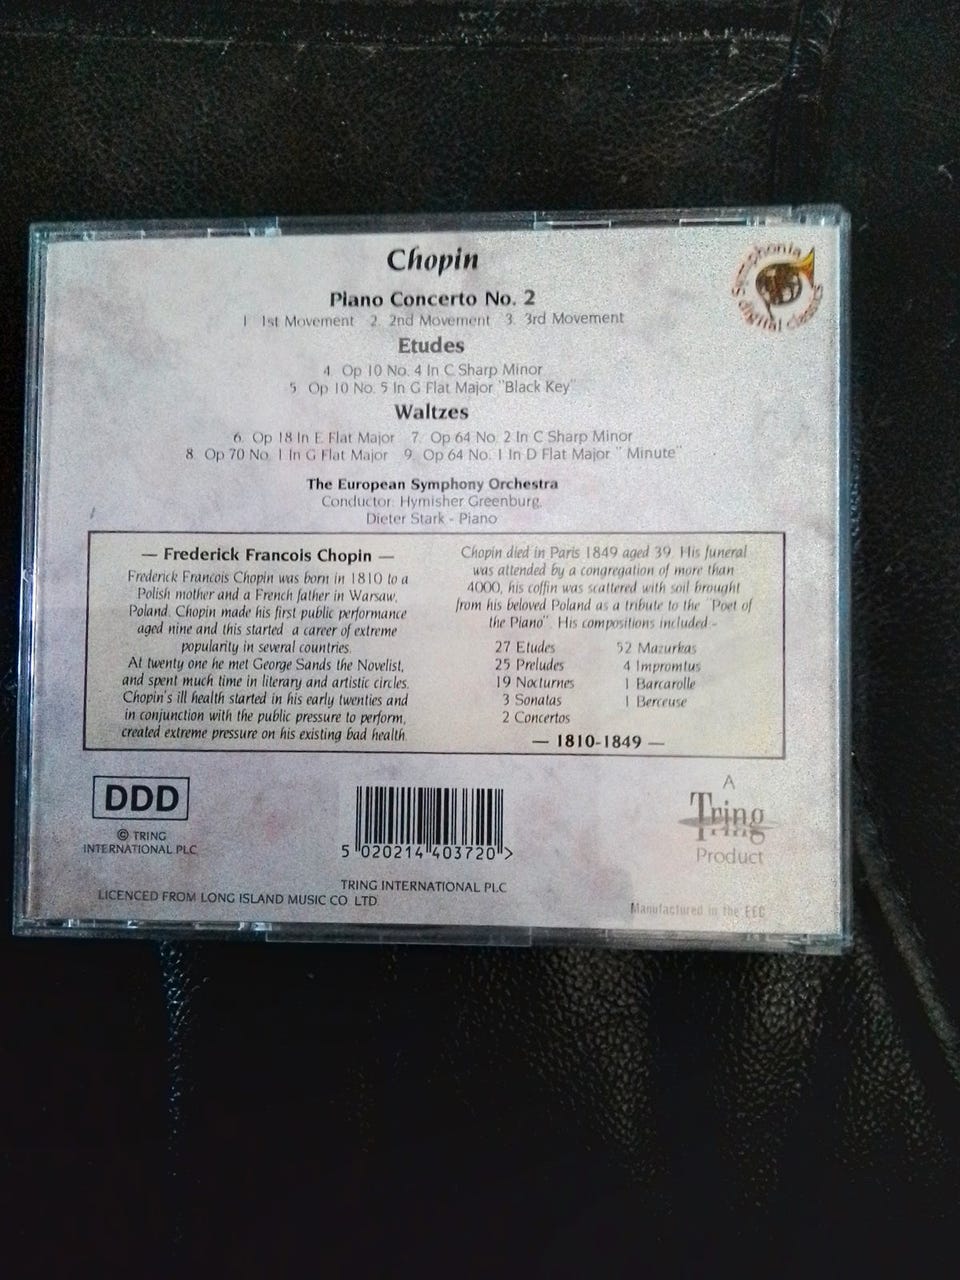 Chopin
Symphonia digital classics
Piano Concerto No. 2
1 1st Movement 2. 2nd Movement 3. 3rd Movement
Etudes
4 Op 10 No. 4 In C Sharp Minor
5 Op 10 No. 5 In G Flat Major "Black Key"
Waltzes
6. Op 18 In E Flat Major 7. Op 64 No. 2 In C Sharp Minor
8. Op 70 No. 1 In G Flat Major 9. Op 64 No. 1 In D Flat Major " Minute"
The European Symphony Orchestra
Conductor: Hymisher Greenburg,
Dieter Stark - Piano
— Frederick Francois Chopin —
Frederick Francois Chopin was born in 1810 to a
Polish mother and a French father in Warsaw,
Poland. Chopin made his first public performance
aged nine and this started a career of extreme
popularity in several countries.
At twenty one he met George Sands the Novelist,
and spent much time in literary and artistic circles.
Chopin's ill health started in his early twenties and
in conjunction with the public pressure to perform,
created extreme pressure on his existing bad health.
Chopin died in Paris 1849 aged 39. His funeral
was attended by a congregation of more than
4000, his coffin was scattered with soil brought
from his beloved Poland as a tribute to the "Poet of
the Piano". His compositions included:-
27 Etudes 52 Mazurkas
25 Preludes 4 Impromtus
19 Nocturnes 1 Barcarolle
3 Sonatas 1 Berceuse
2 Concertos
— 1810-1849 —
DDD
© TRING
INTERNATIONAL PLC
5 020214 403720 >
A
Tring
Product
TRING INTERNATIONAL PLC
LICENCED FROM LONG ISLAND MUSIC CO. LTD.
Manufactured in the EEC